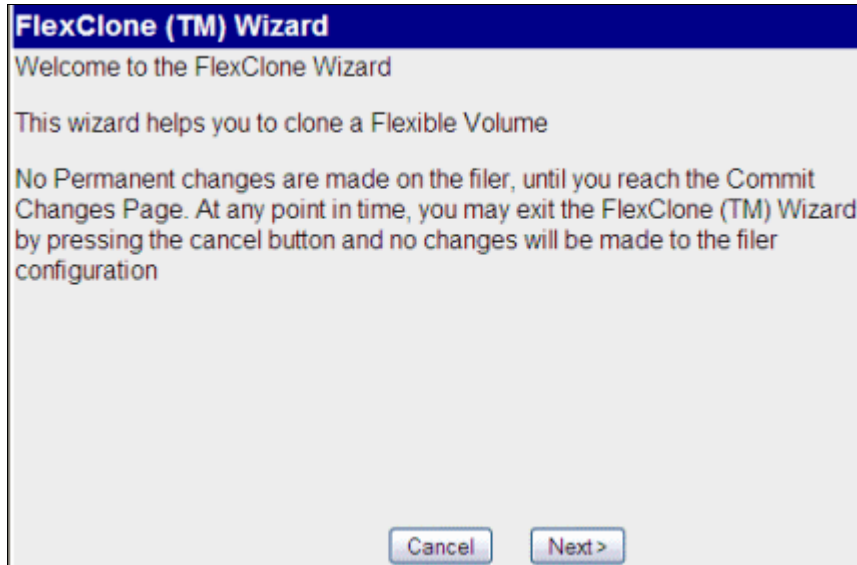 FlexClone (TM) Wizard
Welcome to the FlexClone Wizard
This wizard helps you to clone a Flexible Volume
No Permanent changes are made on the filer, until you reach the Commit
Changes Page. At any point in time, you may exit the FlexClone (TM) Wizard
by pressing the cancel button and no changes will be made to the filer
configuration
Cancel Next >